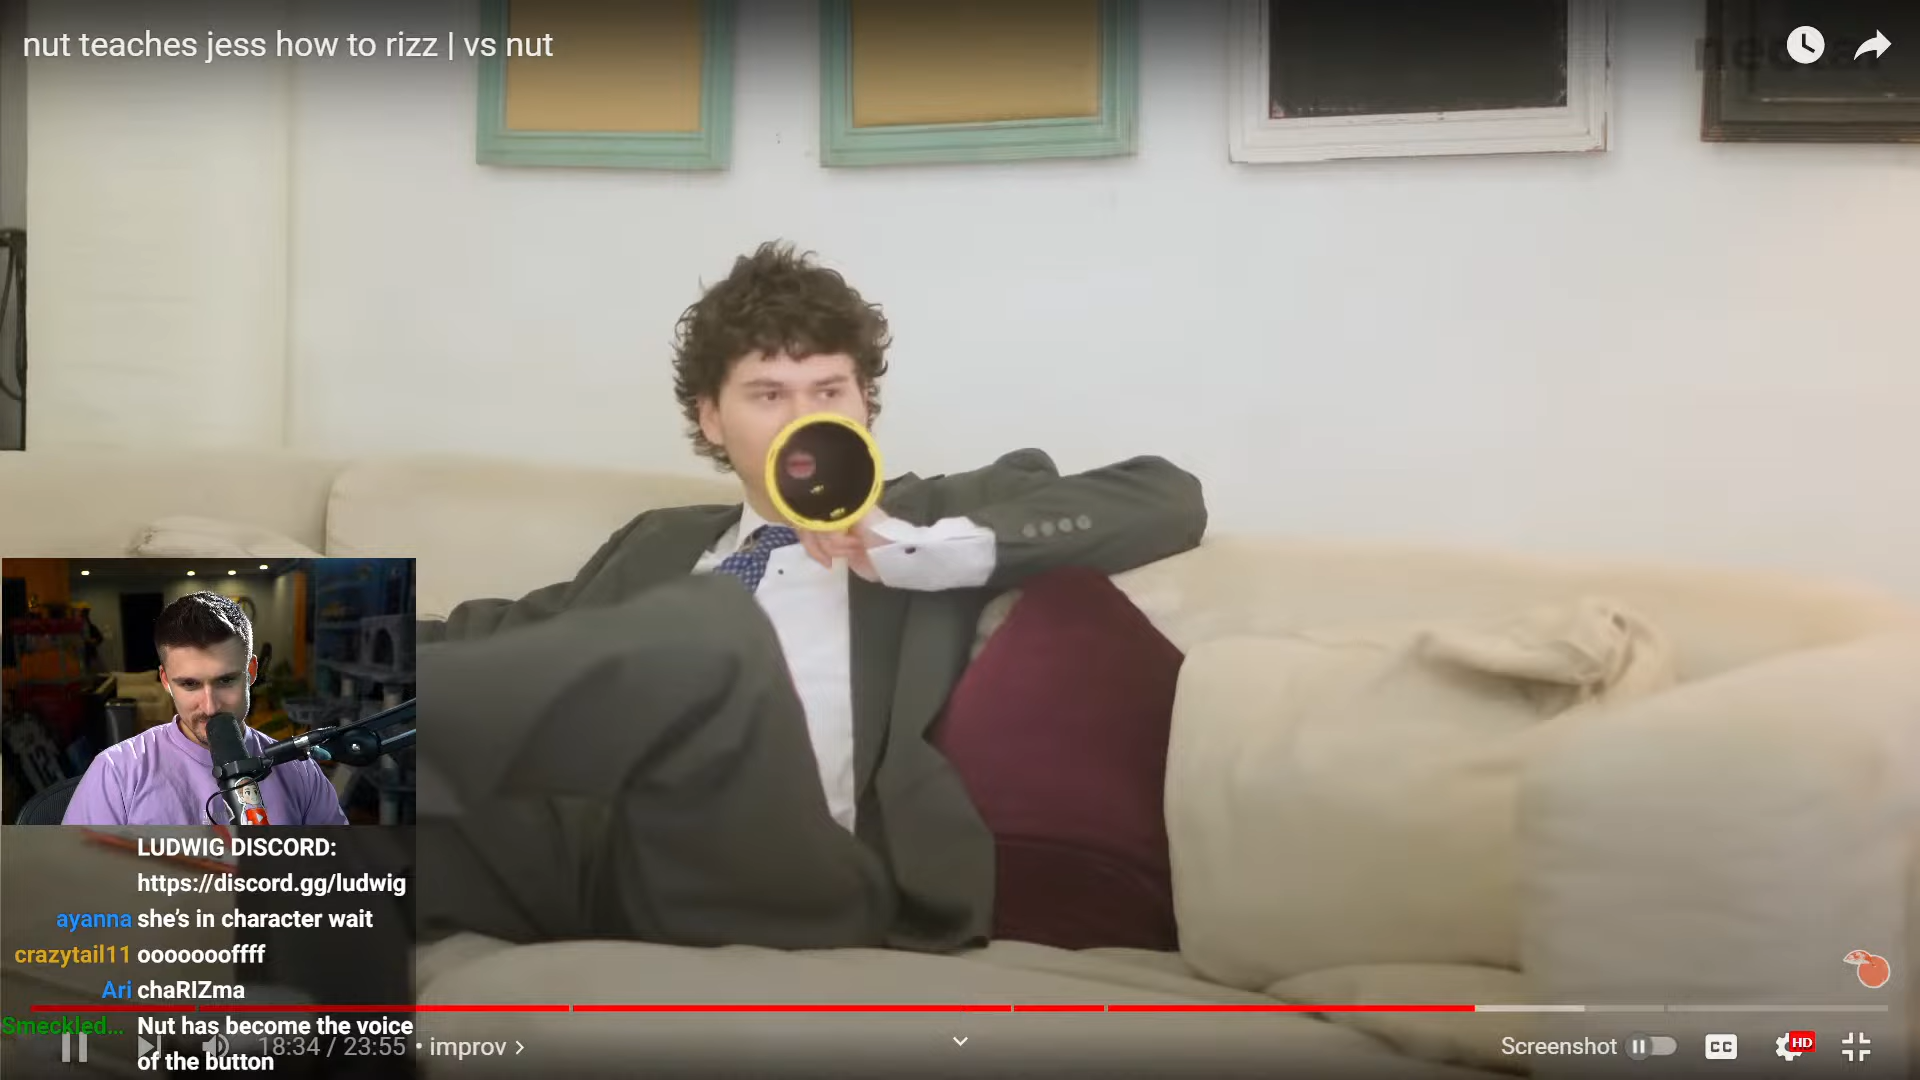 nut teaches jess how to rizz | vs nut
LUDWIG DISCORD:
https://discord.gg/ludwig
ayanna she's in character wait
crazytail11 oooooooffff
Ari chaRIZma
Smeckled... Nut has become the voice
of the button
18:34 / 23:55 • improv >
Screenshot
CC
HD